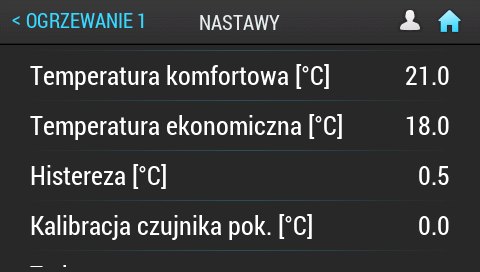 < OGRZEWANIE 1 NASTAWY
Temperatura komfortowa [°C] 21.0
Temperatura ekonomiczna [°C] 18.0
Histereza [°C] 0.5
Kalibracja czujnika pok. [°C] 0.0